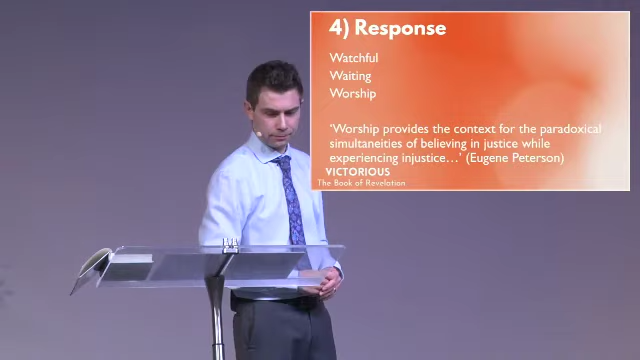 4) Response
Watchful
Waiting
Worship
‘Worship provides the context for the paradoxical
simultaneities of believing in justice while
experiencing injustice…’ (Eugene Peterson)
VICTORIOUS
The Book of Revelation